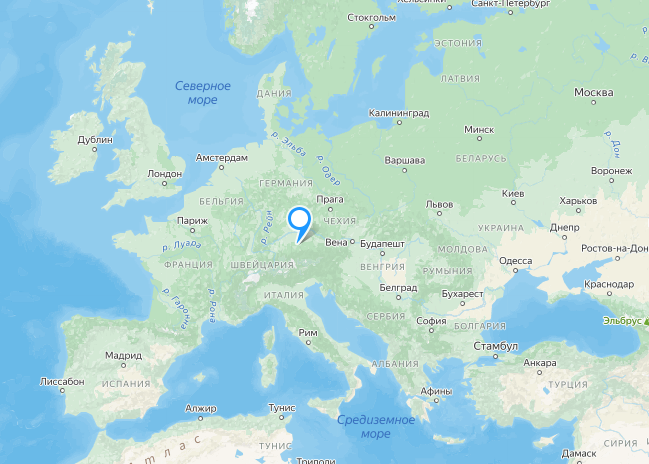 Хельсинки
Санкт-Петербург
Стокгольм
ЭСТОНИЯ
Северное
море
ДАНИЯ
ЛАТВИЯ
Москва
Калининград
Минск
р. Дон
Дублин
р. Эльба
Амстердам
р. Одер
Варшава
БЕЛАРУСЬ
Воронеж
Лондон
ГЕРМАНИЯ
Киев
БЕЛЬГИЯ
Прага
Львов
Харьков
Париж
р. Рейн
ЧЕХИЯ
УКРАИНА
Днепр
р. Луара
Вена
Будапешт
МОЛДОВА
Ростов-на-Дон
ФРАНЦИЯ
ШВЕЙЦАРИЯ
ВЕНГРИЯ
РУМЫНИЯ
Одесса
Краснодар
р. Гаронна
р. Рона
ИТАЛИЯ
Белград
Бухарест
СЕРБИЯ
София
БОЛГАРИЯ
Эльбрус
Рим
Стамбул
Мадрид
АЛБАНИЯ
Анкара
Лиссабон
ИСПАНИЯ
ТУРЦИЯ
Афины
Алжир
Тунис
Средиземное
море
Атлас
ТУНИС
СИРИЯ
Дамаск
Триполи